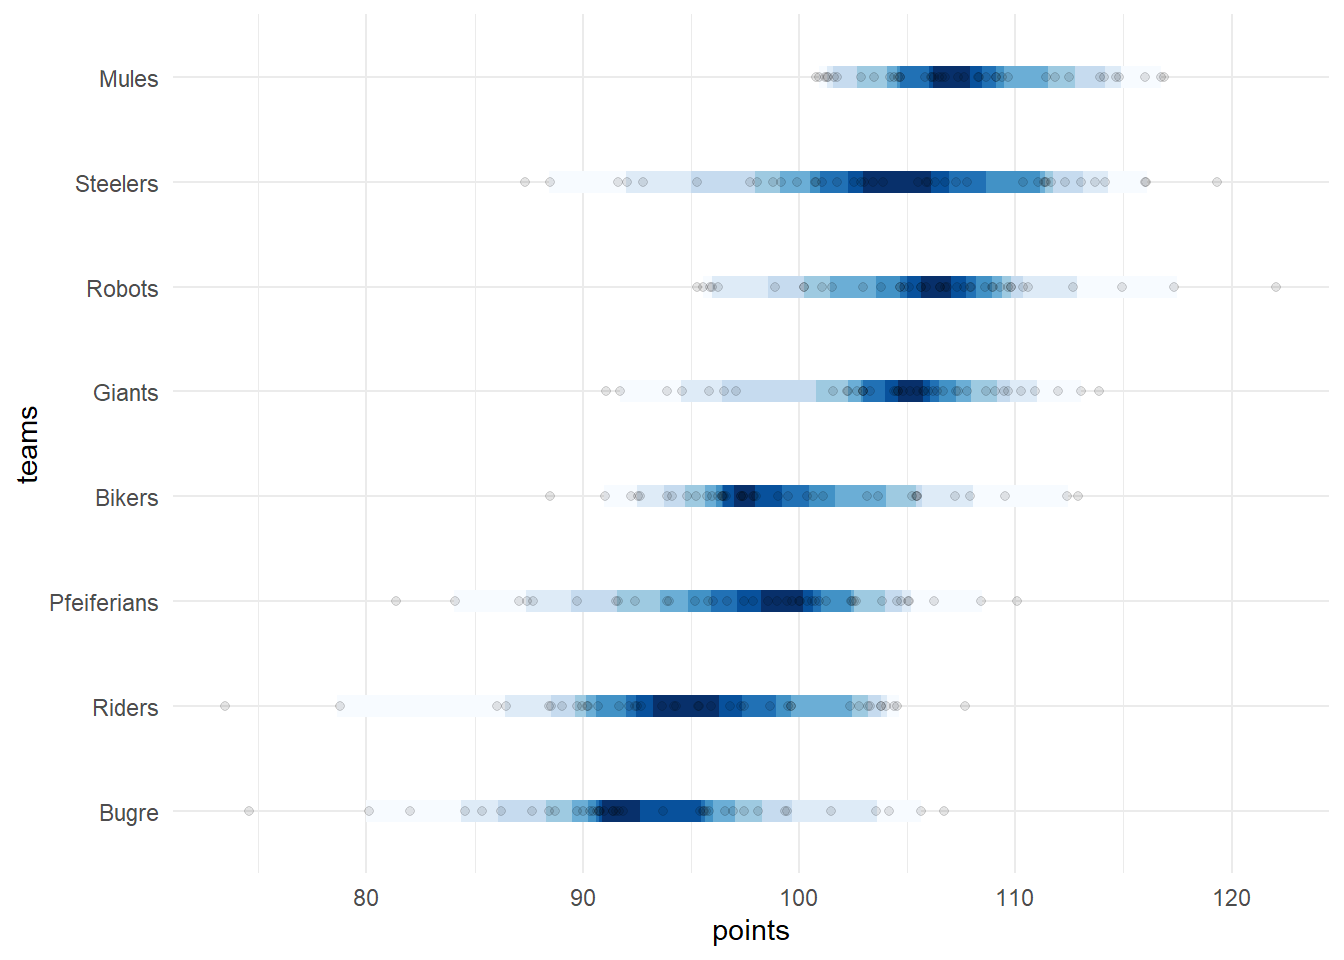 Mules
Steelers
Robots
Giants
Bikers
Pfeiferians
Riders
Bugre
teams
80 90 100 110 120
points